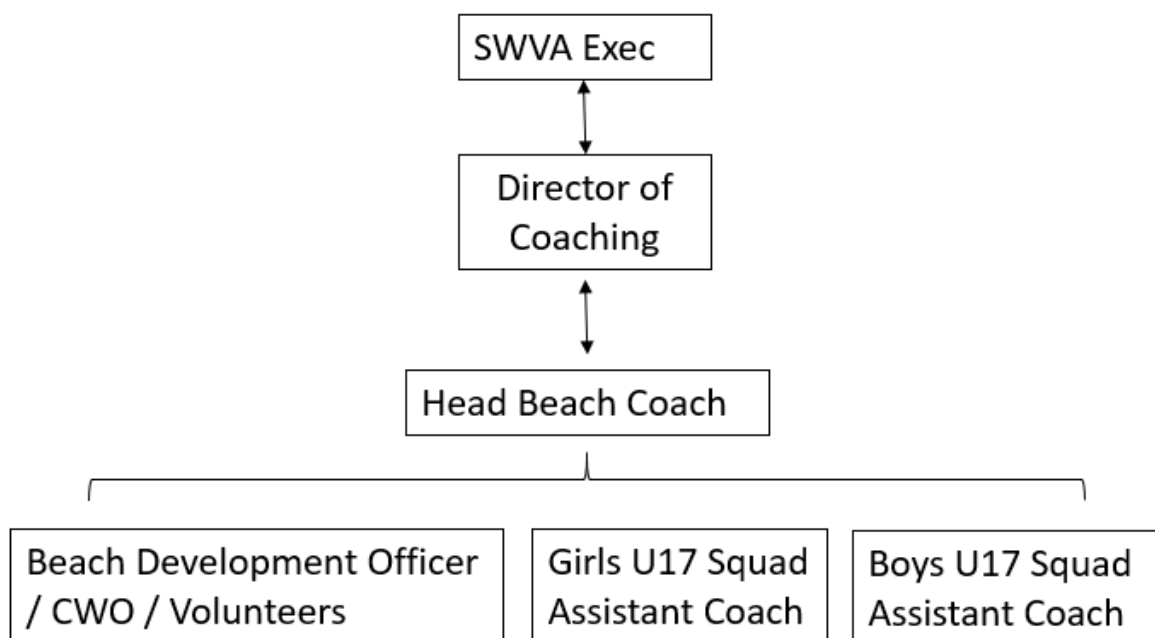 SWVA Exec
Director of
Coaching
Head Beach Coach
Beach Development Officer
/ CWO / Volunteers
Girls U17 Squad
Assistant Coach
Boys U17 Squad
Assistant Coach